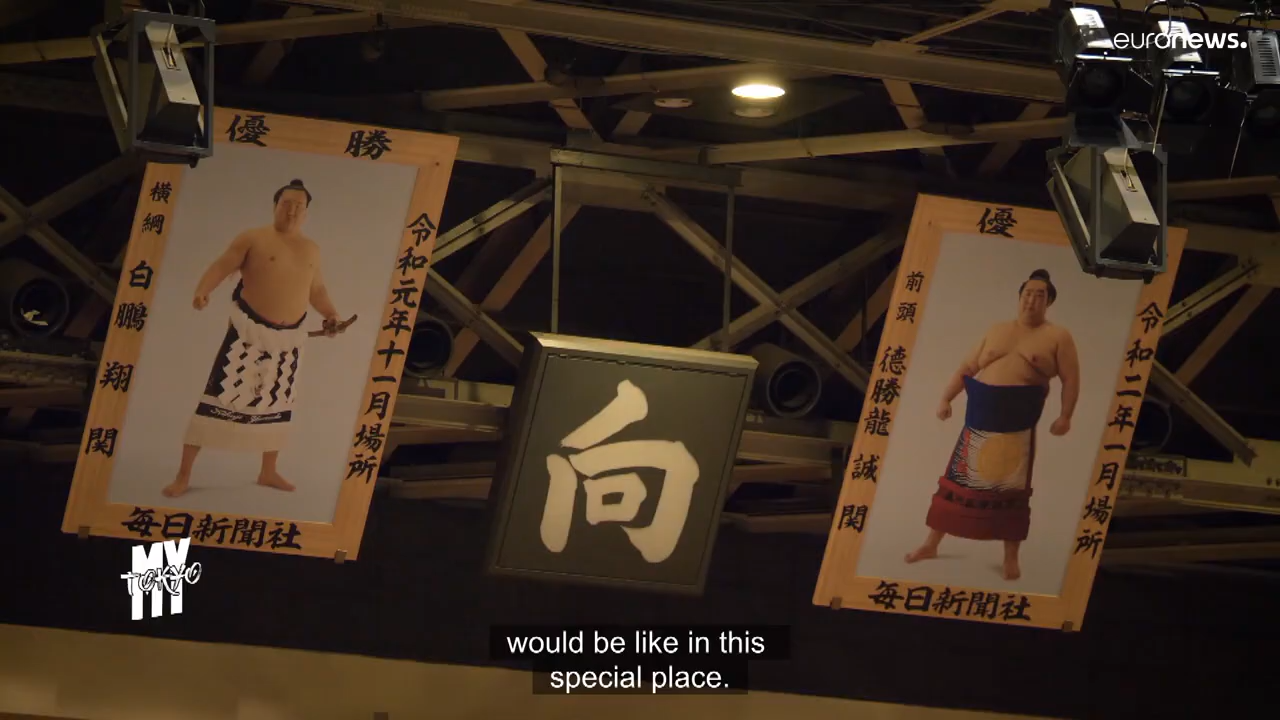 euronews.
優勝
令和元年十一月場所
横綱 白鵬翔関
毎日新聞社
向
優
令和二年一月場所
前頭 德勝龍誠関
毎日新聞社
MY
TOKYO
would be like in this
special place.